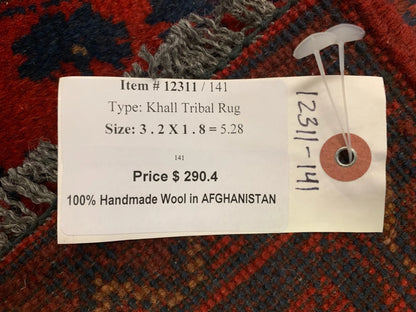 Item # 12311 / 141
Type: Khall Tribal Rug
Size: 3 . 2 X 1 . 8 = 5.28
141
Price $ 290.4
100% Handmade Wool in AFGHANISTAN
12311-141